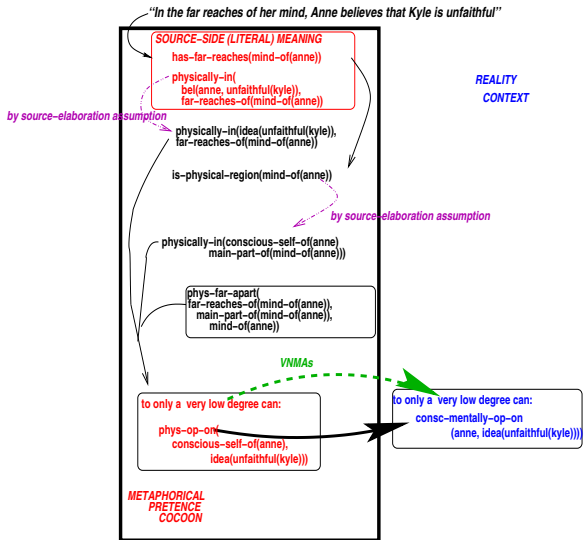 “In the far reaches of her mind, Anne believes that Kyle is unfaithful”
SOURCE−SIDE (LITERAL) MEANING
has−far−reaches(mind−of(anne))
physically−in(
bel(anne, unfaithful(kyle)),
far−reaches−of(mind−of(anne))
REALITY
CONTEXT
by source−elaboration assumption
physically−in(idea(unfaithful(kyle)),
far−reaches−of(mind−of(anne))
is−physical−region(mind−of(anne))
by source−elaboration assumption
physically−in(conscious−self−of(anne)
main−part−of(mind−of(anne)))
phys−far−apart(
far−reaches−of(mind−of(anne)),
main−part−of(mind−of(anne)),
mind−of(anne))
VNMAs
to only a very low degree can:
phys−op−on(
conscious−self−of(anne),
idea(unfaithful(kyle)))
to only a very low degree can:
consc−mentally−op−on
(anne, idea(unfaithful(kyle))))
METAPHORICAL
PRETENCE
COCOON